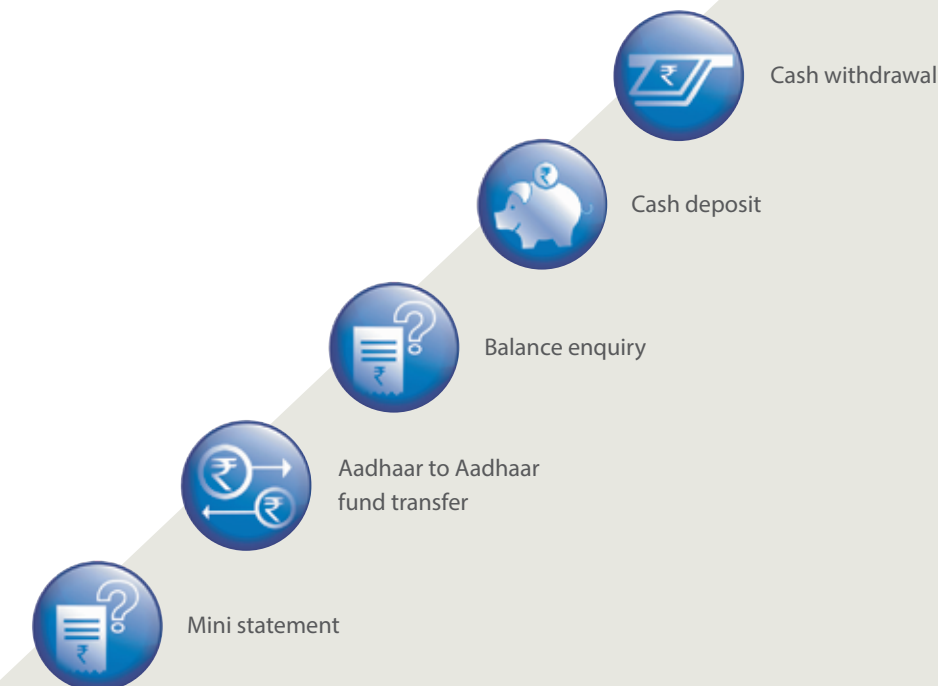 Cash withdrawal
Cash deposit
Balance enquiry
Aadhaar to Aadhaar
fund transfer
Mini statement